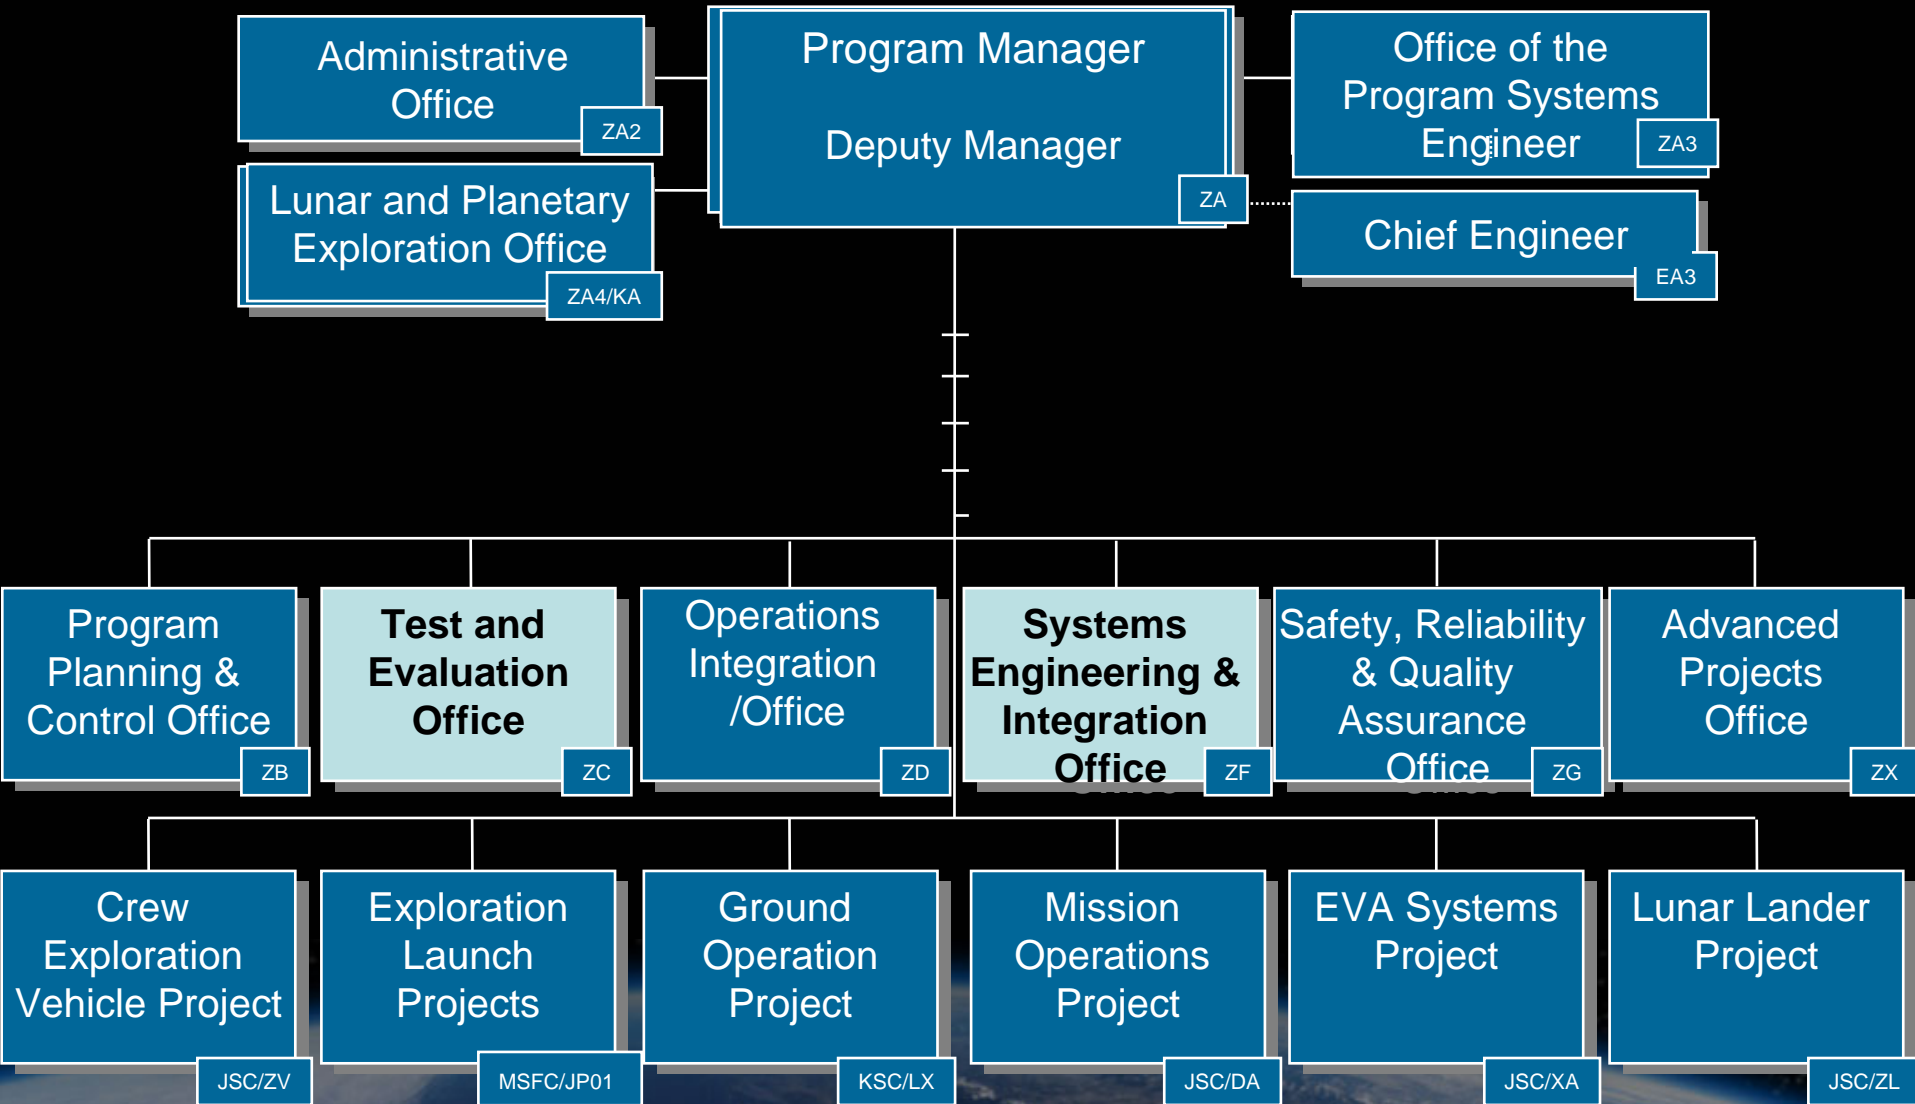 Administrative
Office
ZA2
Program Manager
Deputy Manager
ZA
Office of the
Program Systems
Engineer
ZA3
Lunar and Planetary
Exploration Office
ZA4/KA
Chief Engineer
EA3
Program
Planning &
Control Office
ZB
Test and
Evaluation
Office
ZC
Operations
Integration
/Office
ZD
Systems
Engineering &
Integration
Office
ZF
Safety, Reliability
& Quality
Assurance
Office
ZG
Advanced
Projects
Office
ZX
Crew
Exploration
Vehicle Project
JSC/ZV
Exploration
Launch
Projects
MSFC/JP01
Ground
Operation
Project
KSC/LX
Mission
Operations
Project
JSC/DA
EVA Systems
Project
JSC/XA
Lunar Lander
Project
JSC/ZL